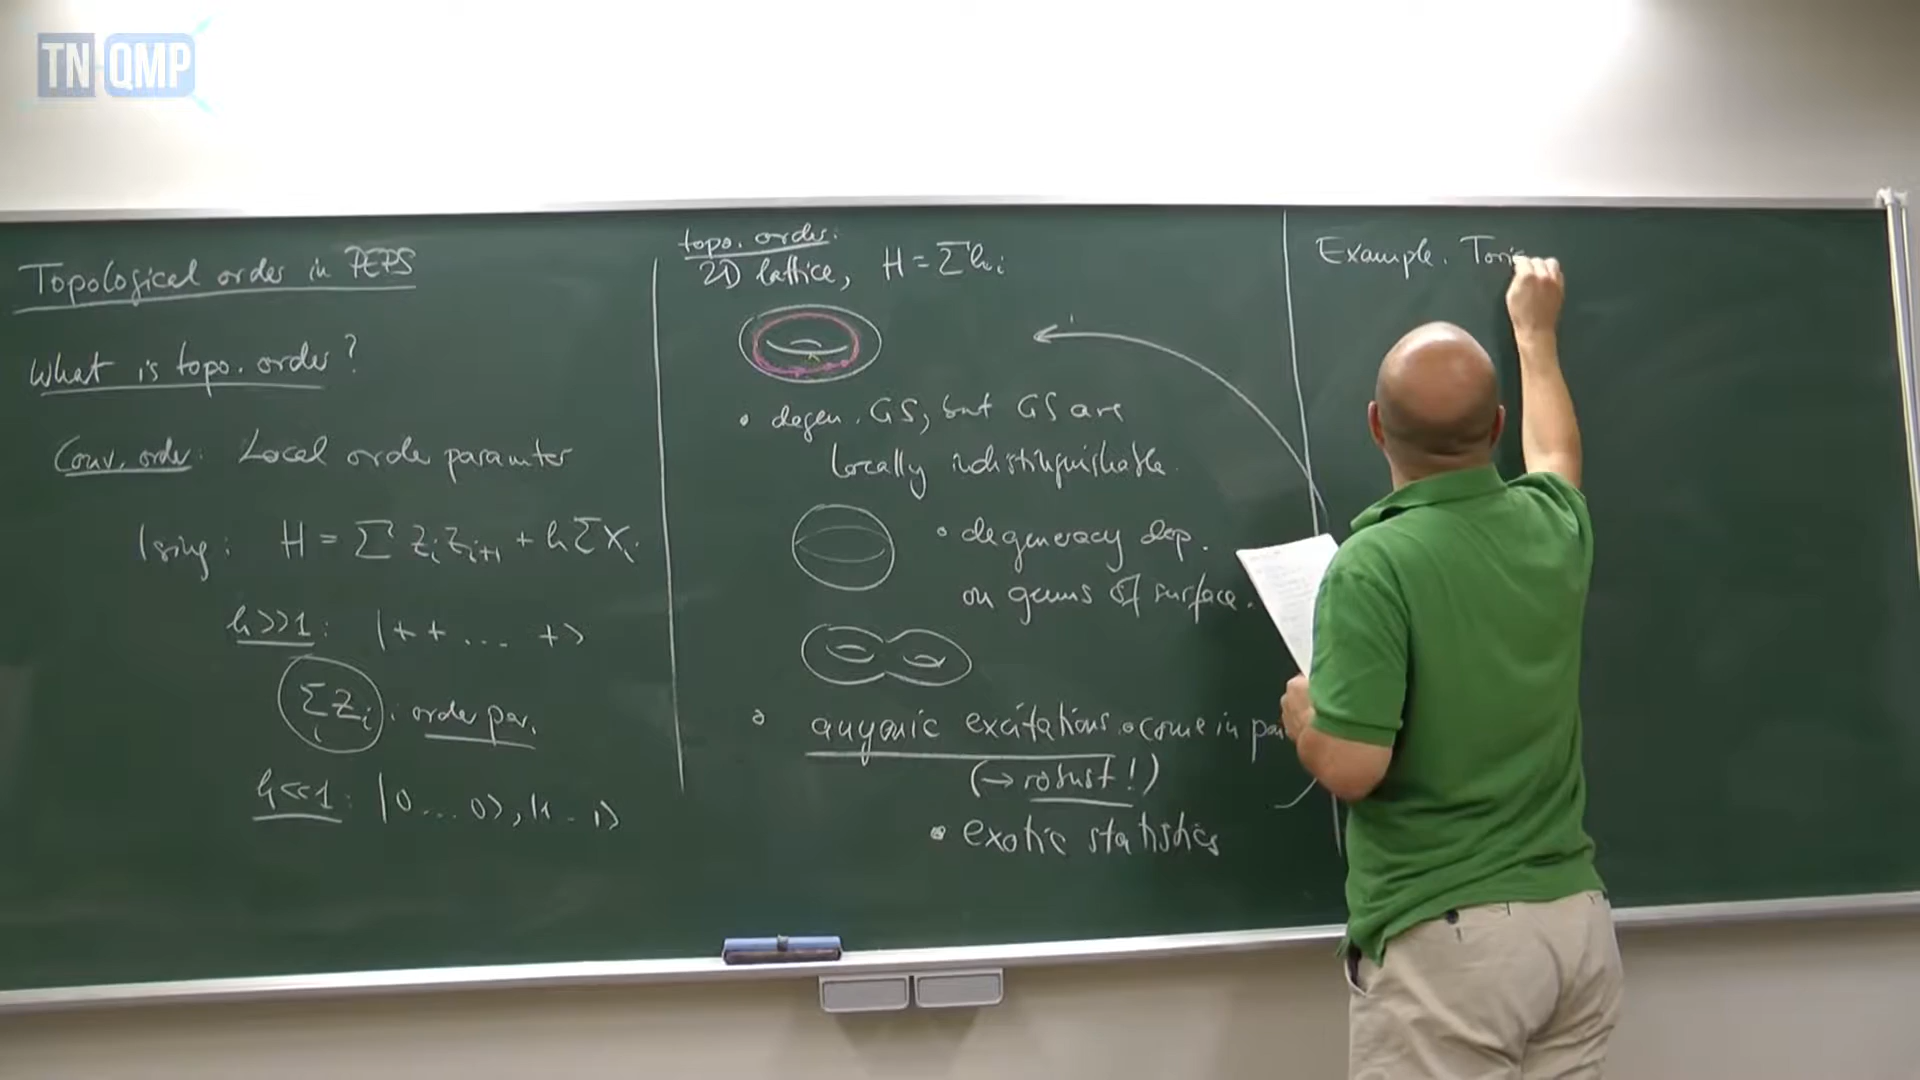 TN QMP
Topological order in PEPS
What is topo. order?
Conv. order: Local order parameter
Ising: H = Σ Z_i Z_{i+1} + h Σ X_i
h>>1: |+ + ... +>
Σ_i Z_i : order par.
h<<1: |0 ... 0>, |1 .. 1>
topo. order:
2D lattice, H = Σ h_i
• degen. GS, but GS are
locally indistinguishable.
• degeneracy dep.
on genus of surface.
• anyonic excitations • come in
(→ robust!)
• exotic statistics
Example. Toric